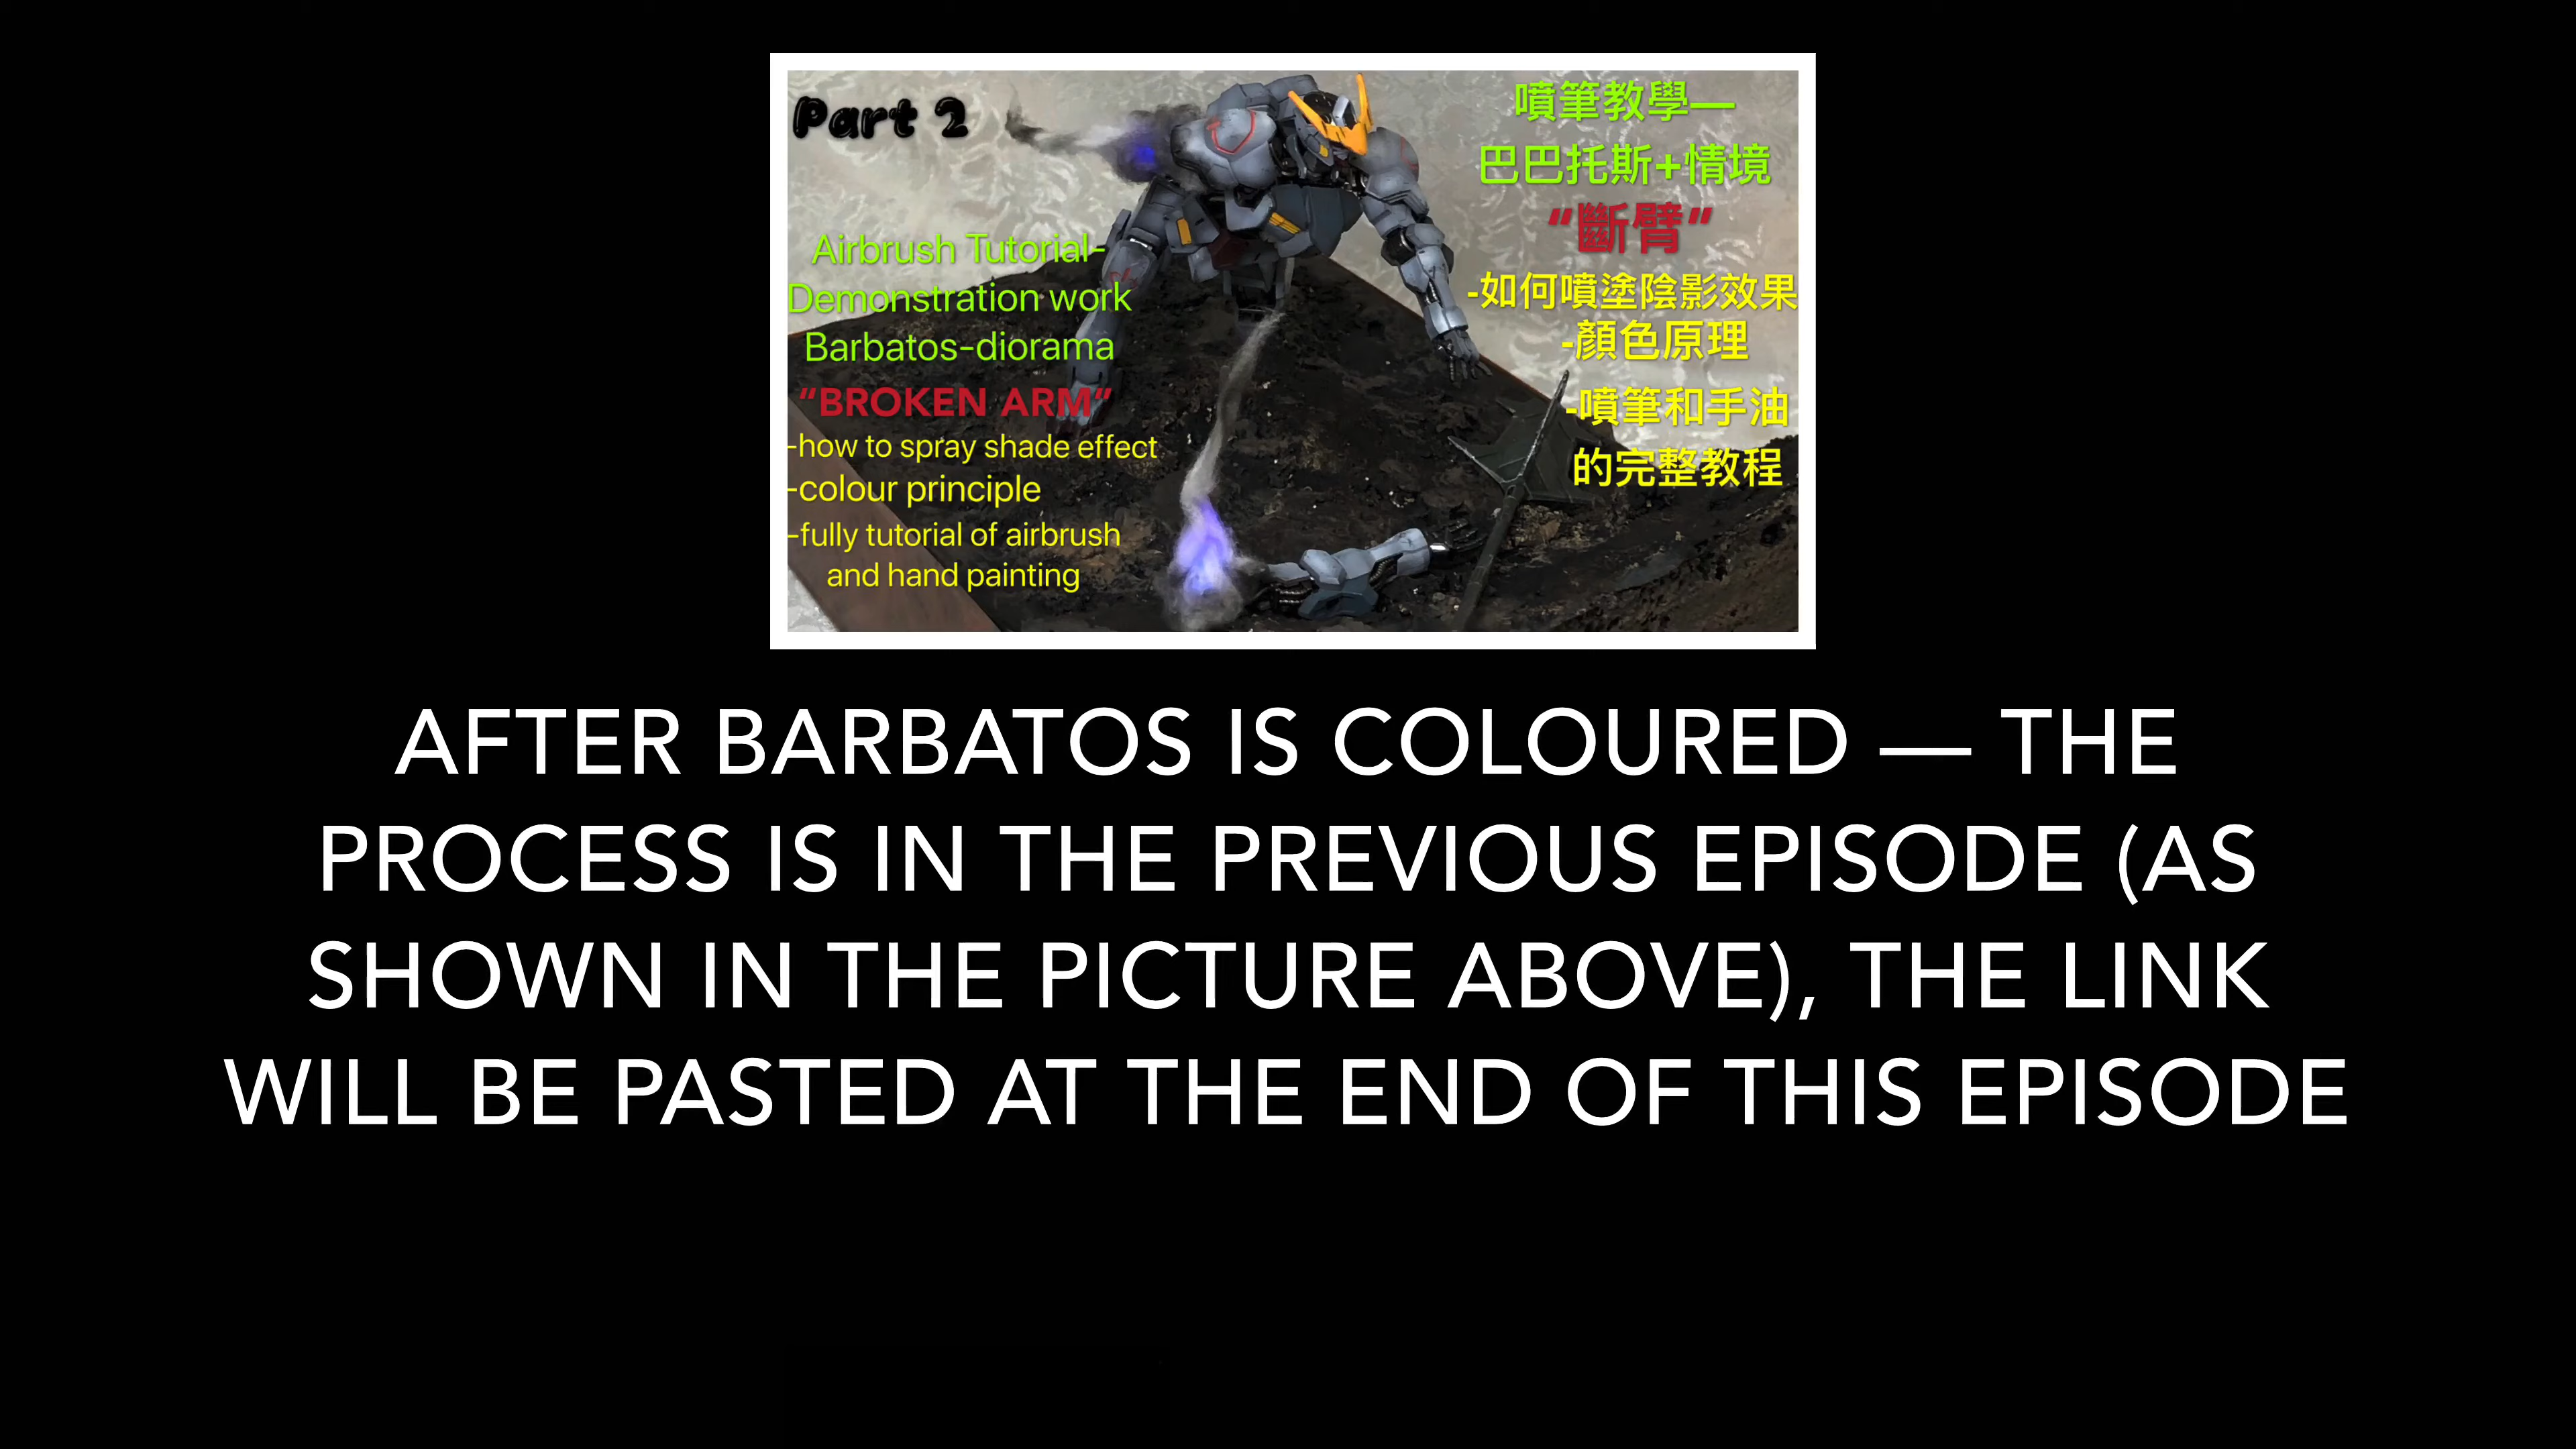 Part 2
Airbrush Tutorial-
Demonstration work
Barbatos-diorama
“BROKEN ARM”
-how to spray shade effect
-colour principle
-fully tutorial of airbrush
and hand painting
噴筆教學—
巴巴托斯+情境
“斷臂”
-如何噴塗陰影效果
-顏色原理
-噴筆和手油
的完整教程
AFTER BARBATOS IS COLOURED — THE
PROCESS IS IN THE PREVIOUS EPISODE (AS
SHOWN IN THE PICTURE ABOVE), THE LINK
WILL BE PASTED AT THE END OF THIS EPISODE